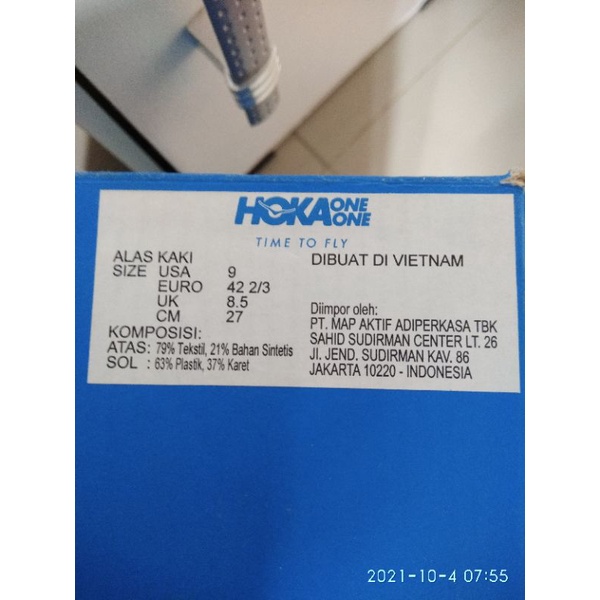 HOKA ONE ONE
TIME TO FLY
ALAS KAKI
SIZE USA 9
EURO 42 2/3
UK 8.5
CM 27
KOMPOSISI:
ATAS: 79% Tekstil, 21% Bahan Sintetis
SOL : 63% Plastik, 37% Karet
DIBUAT DI VIETNAM
Diimpor oleh:
PT. MAP AKTIF ADIPERKASA TBK
SAHID SUDIRMAN CENTER LT. 26
Jl. JEND. SUDIRMAN KAV. 86
JAKARTA 10220 - INDONESIA
2021-10-4 07:55